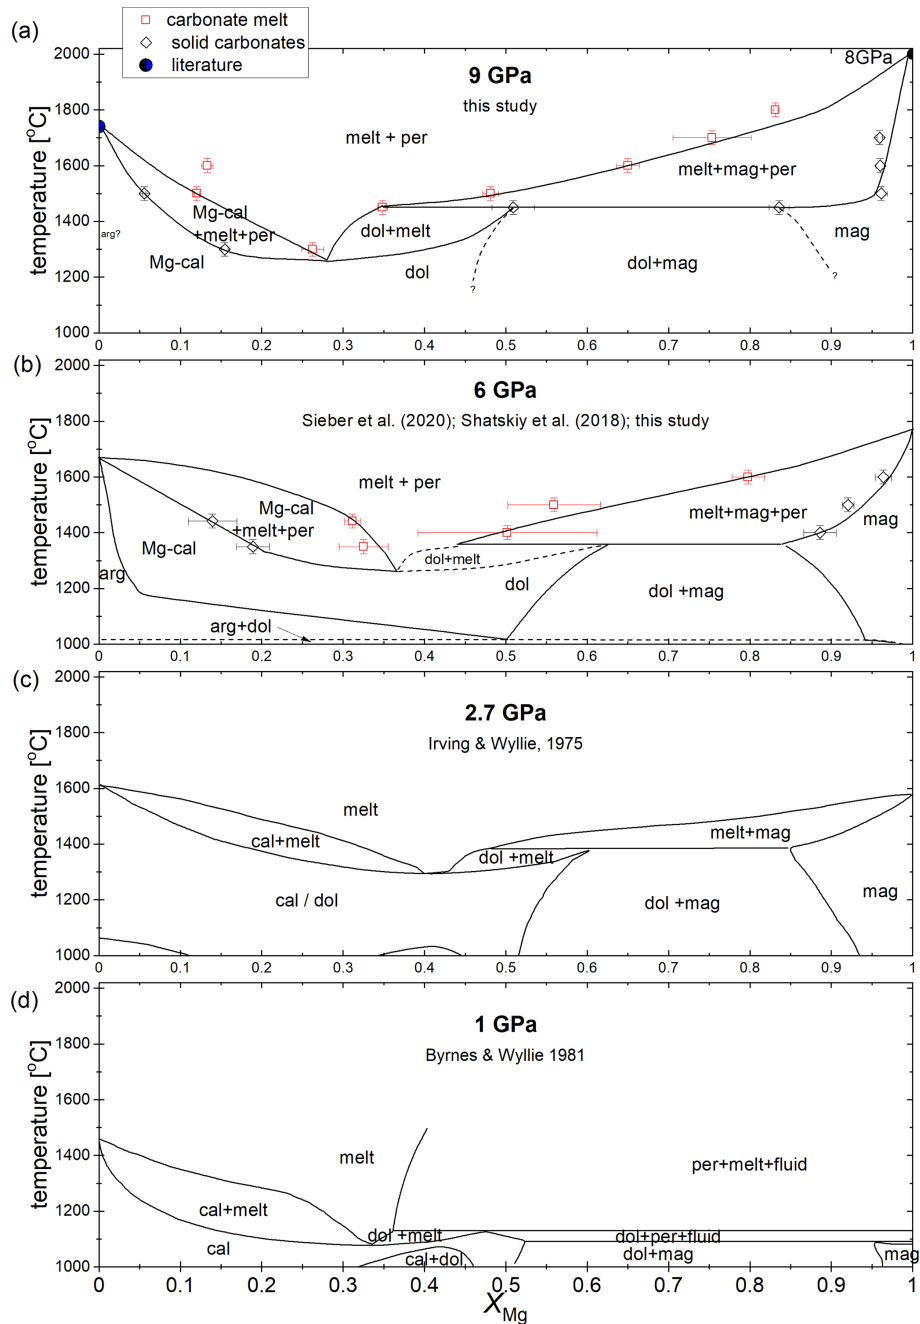 (a)
carbonate melt
solid carbonates
literature
2000
1800
1600
1400
1200
1000
temperature [°C]
9 GPa
this study
8GPa
melt + per
melt+mag+per
Mg-cal
+melt+per
arg?
Mg-cal
dol+melt
dol
dol+mag
mag
?
?
0 0.1 0.2 0.3 0.4 0.5 0.6 0.7 0.8 0.9 1
(b)
2000
1800
1600
1400
1200
1000
temperature [°C]
6 GPa
Sieber et al. (2020); Shatskiy et al. (2018); this study
melt + per
Mg-cal
+melt+per
melt+mag+per
Mg-cal
mag
dol+melt
arg
dol
dol +mag
arg+dol
0 0.1 0.2 0.3 0.4 0.5 0.6 0.7 0.8 0.9 1
(c)
2000
1800
1600
1400
1200
1000
temperature [°C]
2.7 GPa
Irving & Wyllie, 1975
melt
cal+melt
melt+mag
dol +melt
cal / dol
dol +mag
mag
0 0.1 0.2 0.3 0.4 0.5 0.6 0.7 0.8 0.9 1
(d)
2000
1800
1600
1400
1200
1000
temperature [°C]
1 GPa
Byrnes & Wyllie 1981
melt
per+melt+fluid
cal+melt
dol+melt
dol+per+fluid
cal
cal+dol
dol+mag
mag
0 0.1 0.2 0.3 0.4 0.5 0.6 0.7 0.8 0.9 1
XMg